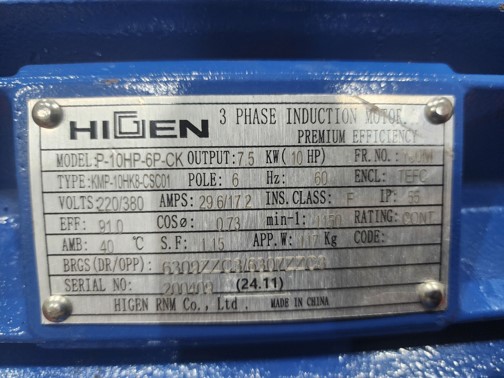 HIGEN 3 PHASE INDUCTION MOTOR
PREMIUM EFFICIENCY
MODEL: P-10HP-6P-CK OUTPUT: 7.5 KW( 10 HP) FR. NO.:
TYPE: KMP-10HK6-CSC01 POLE: 6 Hz: 60 ENCL: TEFC
VOLTS: 220/380 AMPS: 29.6/17.2 INS. CLASS: F IP: 55
EFF: 91.0 COSø: 0.73 min-1: RATING: CONT
AMB: 40 ℃ S.F: 1.15 APP.W: Kg CODE:
BRGS(DR/OPP):
SERIAL NO: (24.11)
HIGEN RNM Co., Ltd. MADE IN CHINA